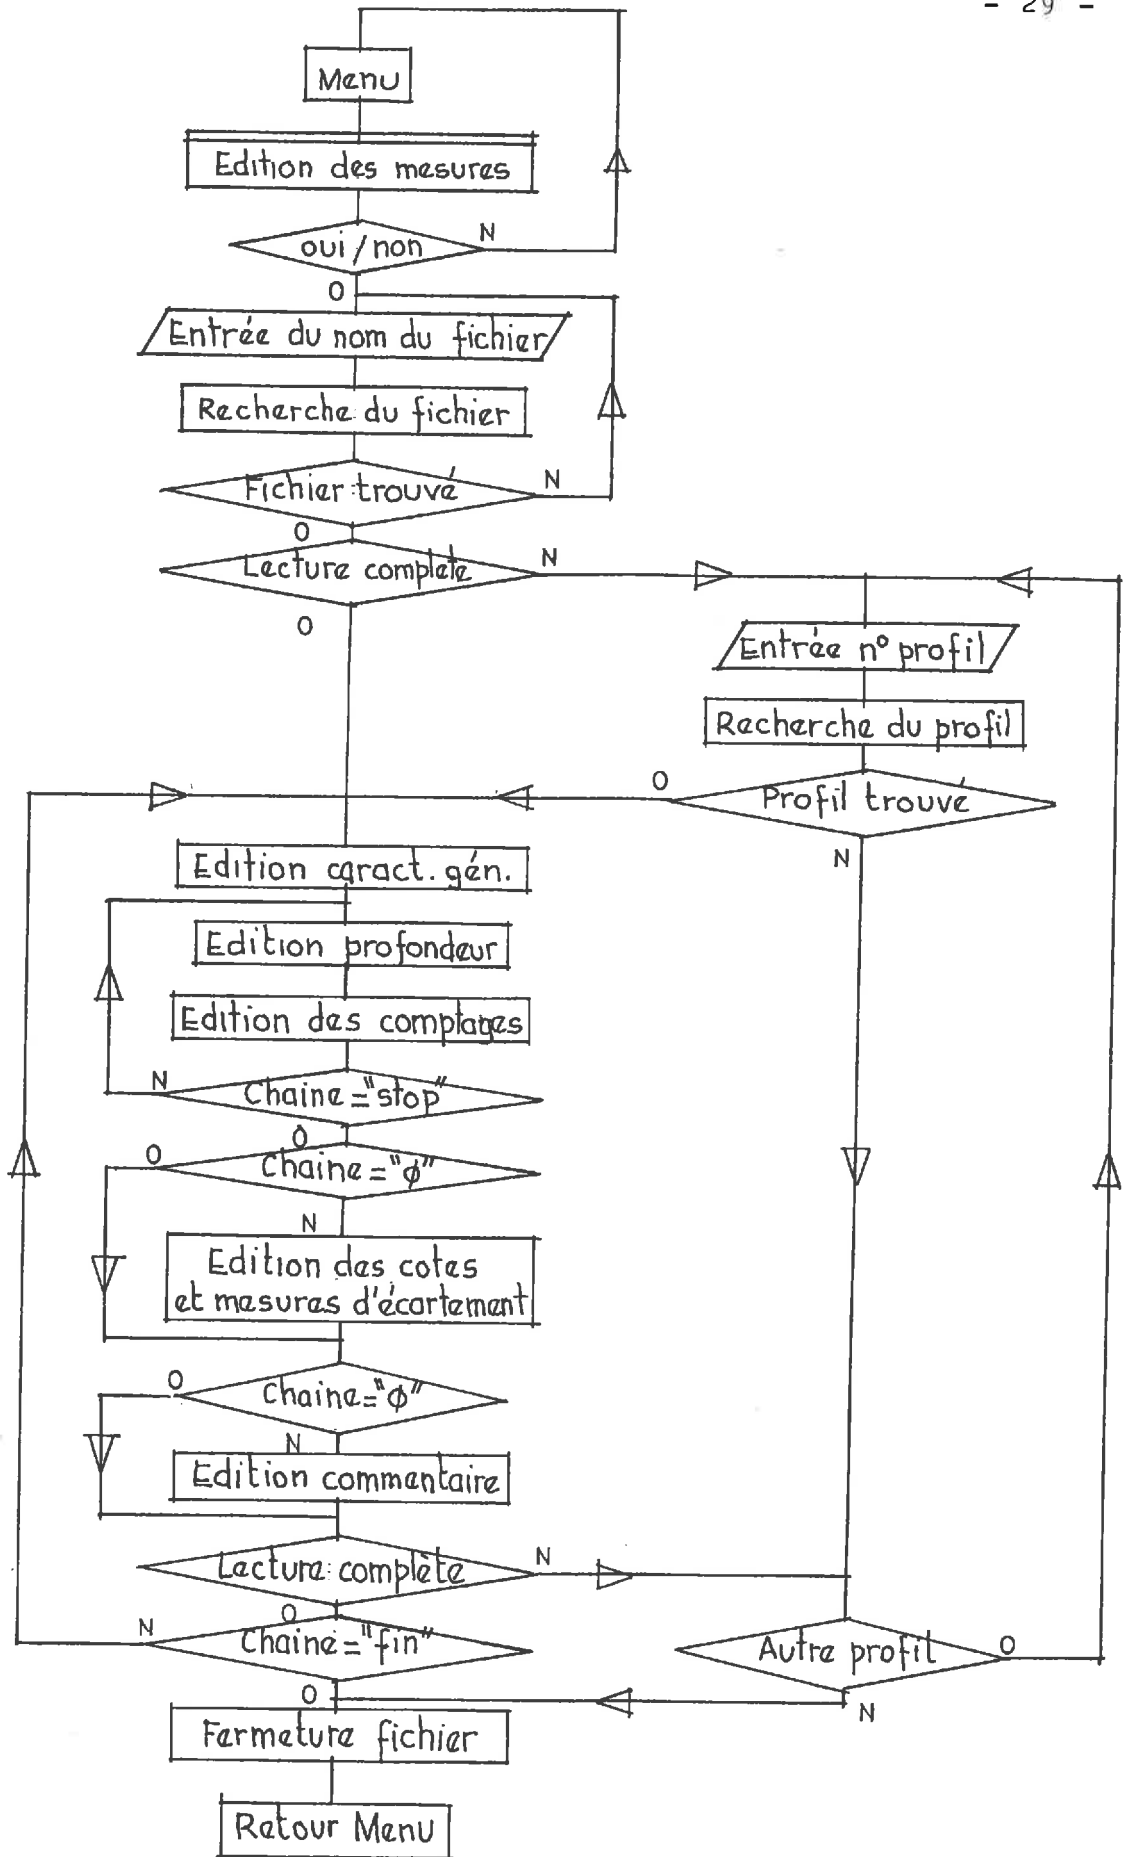 - 29 -
Menu
Edition des mesures
oui / non
N
O
Entrée du nom du fichier
Recherche du fichier
Fichier trouvé
N
O
Lecture complete
N
O
Entrée n° profil
Recherche du profil
Profil trouvé
O
N
Edition caract. gén.
Edition profondeur
Edition des comptages
Chaine = "stop"
N
O
Chaine = "ϕ"
O
N
Edition des cotes
et mesures d'écartement
Chaine = "ϕ"
O
N
Edition commentaire
Lecture complète
N
O
Chaine = "fin"
N
O
Autre profil
O
N
Fermeture fichier
Retour Menu